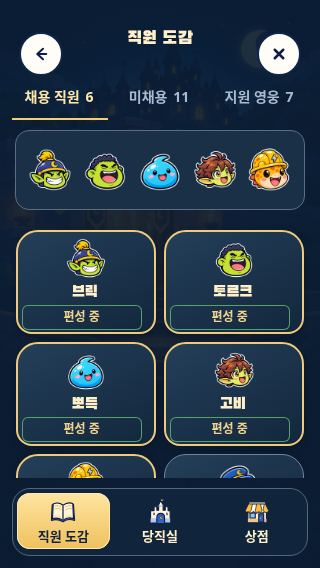 직원 도감
채용 직원 6 미채용 11 지원 영웅 7
브릭 토르크
편성 중 편성 중
뽀득 고비
편성 중 편성 중
직원 도감 당직실 상점